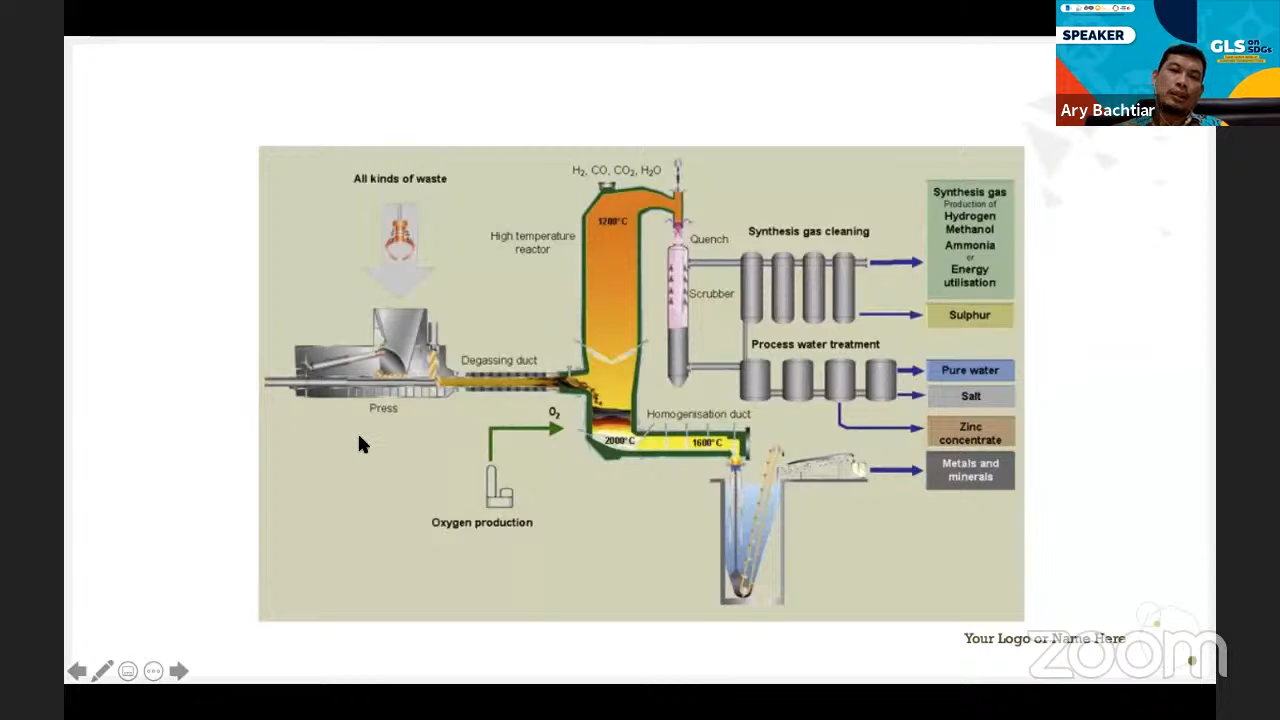 SPEAKER
GLS on SDGs
Ary Bachtiar
All kinds of waste
H2, CO, CO2, H2O
1200°C
High temperature
reactor
Quench
Scrubber
Synthesis gas cleaning
Synthesis gas
Production of
Hydrogen
Methanol
Ammonia
or
Energy
utilisation
Sulphur
Process water treatment
Pure water
Salt
Zinc
concentrate
Metals and
minerals
Degassing duct
Press
O2
Homogenisation duct
2000°C
1600°C
Oxygen production
Your Logo or Name Here
zoom